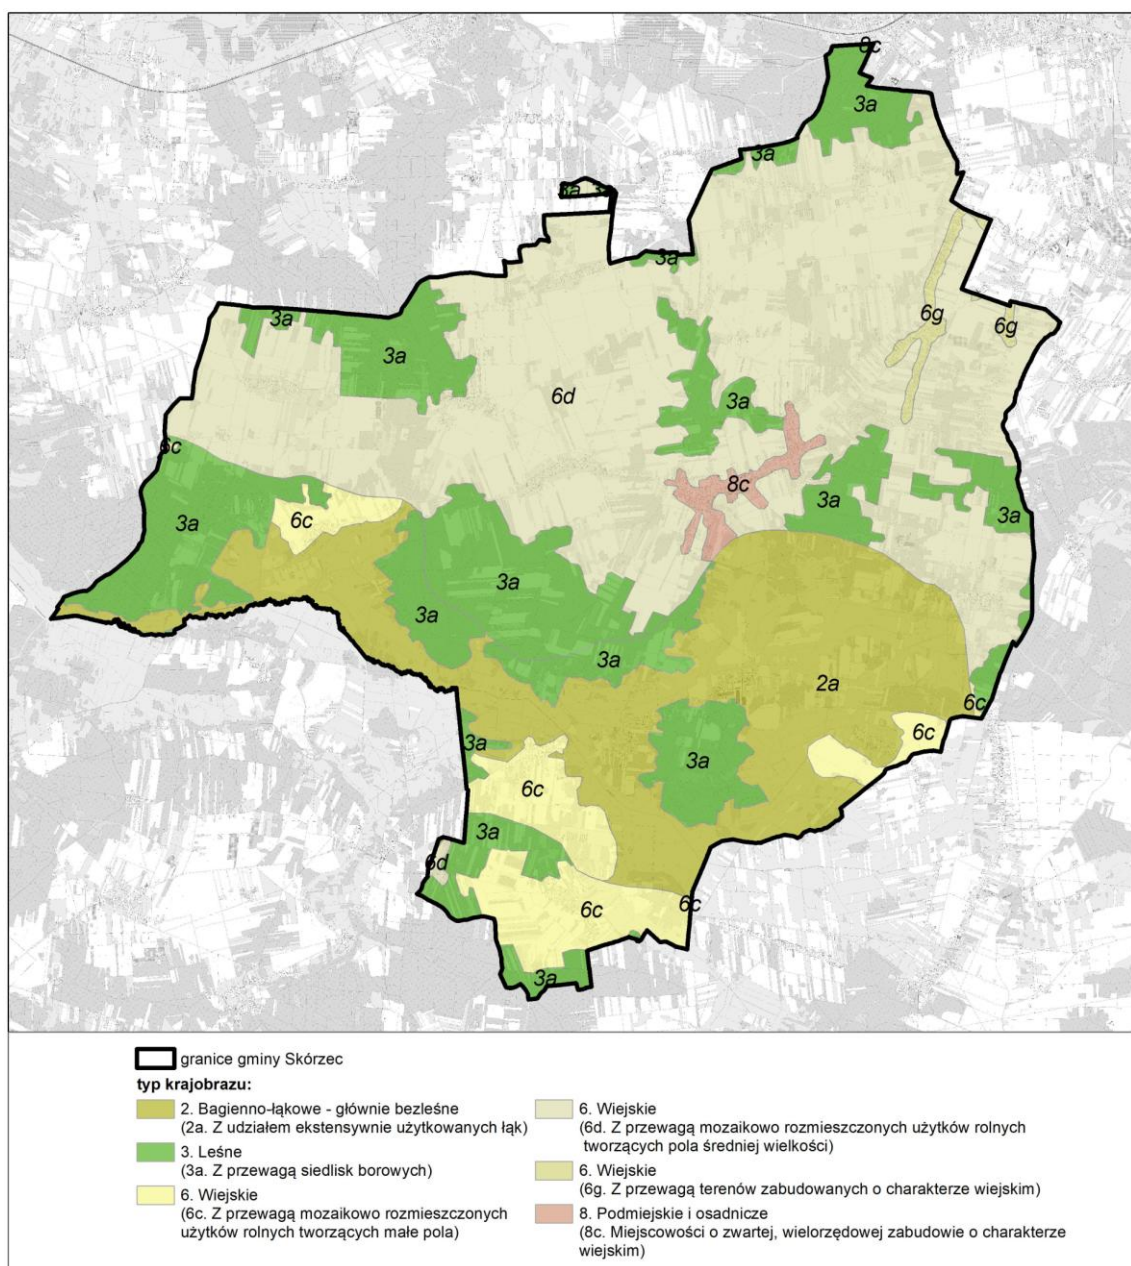 8c
3a
3a
3a 3a
3a
3a
6g
6g
3a
6d
3a
6c
8c
3a
3a
6c
3a
3a
3a
3a
2a
6c
6c
3a
3a
6c
3a
6d
6c
6c
3a
granice gminy Skórzec
typ krajobrazu:
2. Bagienno-łąkowe - głównie bezleśne
(2a. Z udziałem ekstensywnie użytkowanych łąk)
3. Leśne
(3a. Z przewagą siedlisk borowych)
6. Wiejskie
(6c. Z przewagą mozaikowo rozmieszczonych
użytków rolnych tworzących małe pola)
6. Wiejskie
(6d. Z przewagą mozaikowo rozmieszczonych użytków rolnych
tworzących pola średniej wielkości)
6. Wiejskie
(6g. Z przewagą terenów zabudowanych o charakterze wiejskim)
8. Podmiejskie i osadnicze
(8c. Miejscowości o zwartej, wielorzędowej zabudowie o charakterze
wiejskim)